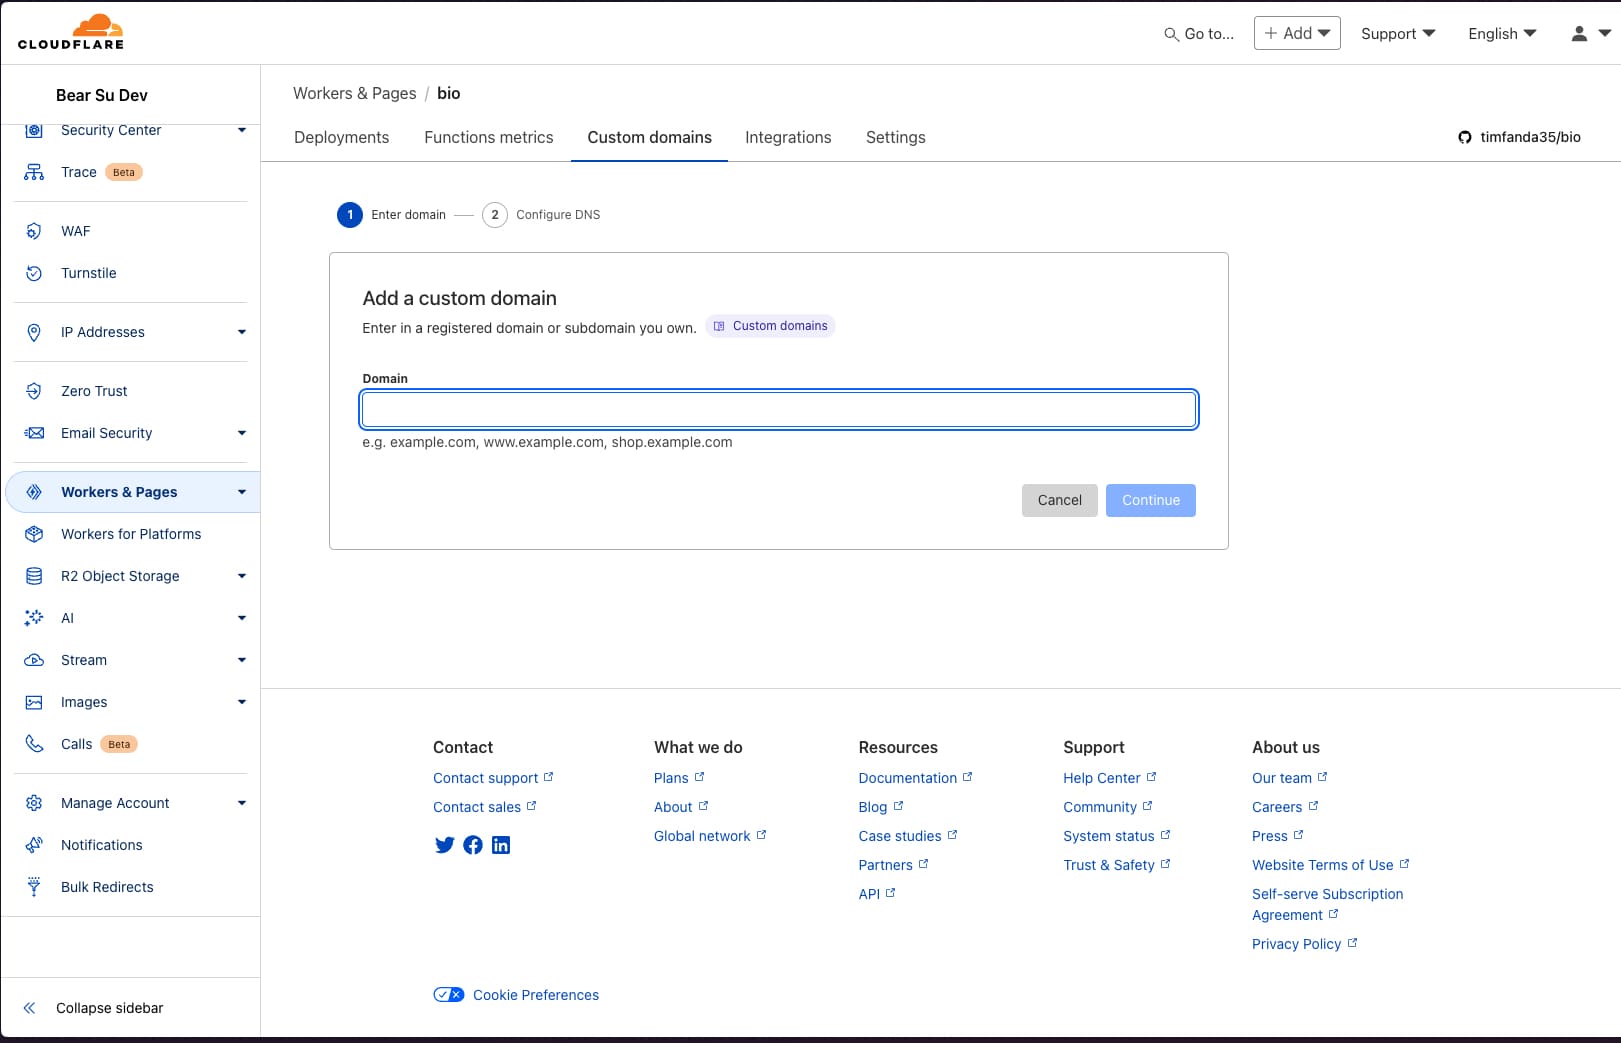 CLOUDFLARE
Go to...
+ Add
Support
English
Bear Su Dev
Security Center
Trace Beta
WAF
Turnstile
IP Addresses
Zero Trust
Email Security
Workers & Pages
Workers for Platforms
R2 Object Storage
AI
Stream
Images
Calls Beta
Manage Account
Notifications
Bulk Redirects
Collapse sidebar
Workers & Pages / bio
Deployments
Functions metrics
Custom domains
Integrations
Settings
timfanda35/bio
1 Enter domain
2 Configure DNS
Add a custom domain
Enter in a registered domain or subdomain you own. Custom domains
Domain
e.g. example.com, www.example.com, shop.example.com
Cancel
Continue
Contact
Contact support
Contact sales
What we do
Plans
About
Global network
Resources
Documentation
Blog
Case studies
Partners
API
Support
Help Center
Community
System status
Trust & Safety
About us
Our team
Careers
Press
Website Terms of Use
Self-serve Subscription
Agreement
Privacy Policy
Cookie Preferences